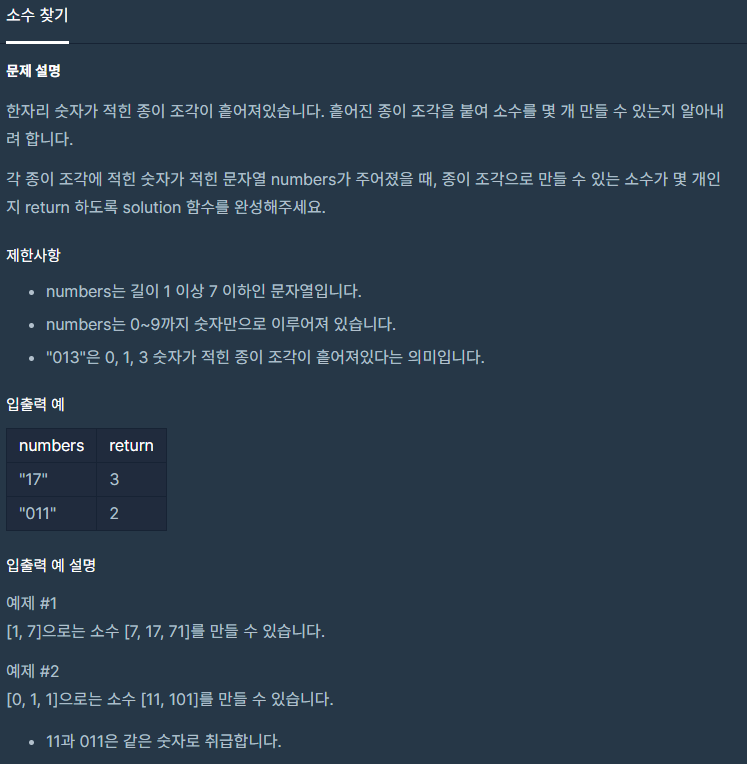 소수 찾기
문제 설명
한자리 숫자가 적힌 종이 조각이 흩어져있습니다. 흩어진 종이 조각을 붙여 소수를 몇 개 만들 수 있는지 알아내
려 합니다.
각 종이 조각에 적힌 숫자가 적힌 문자열 numbers가 주어졌을 때, 종이 조각으로 만들 수 있는 소수가 몇 개인
지 return 하도록 solution 함수를 완성해주세요.
제한사항
• numbers는 길이 1 이상 7 이하인 문자열입니다.
• numbers는 0~9까지 숫자만으로 이루어져 있습니다.
• "013"은 0, 1, 3 숫자가 적힌 종이 조각이 흩어져있다는 의미입니다.
입출력 예
numbers return
"17" 3
"011" 2
입출력 예 설명
예제 #1
[1, 7]으로는 소수 [7, 17, 71]를 만들 수 있습니다.
예제 #2
[0, 1, 1]으로는 소수 [11, 101]를 만들 수 있습니다.
• 11과 011은 같은 숫자로 취급합니다.